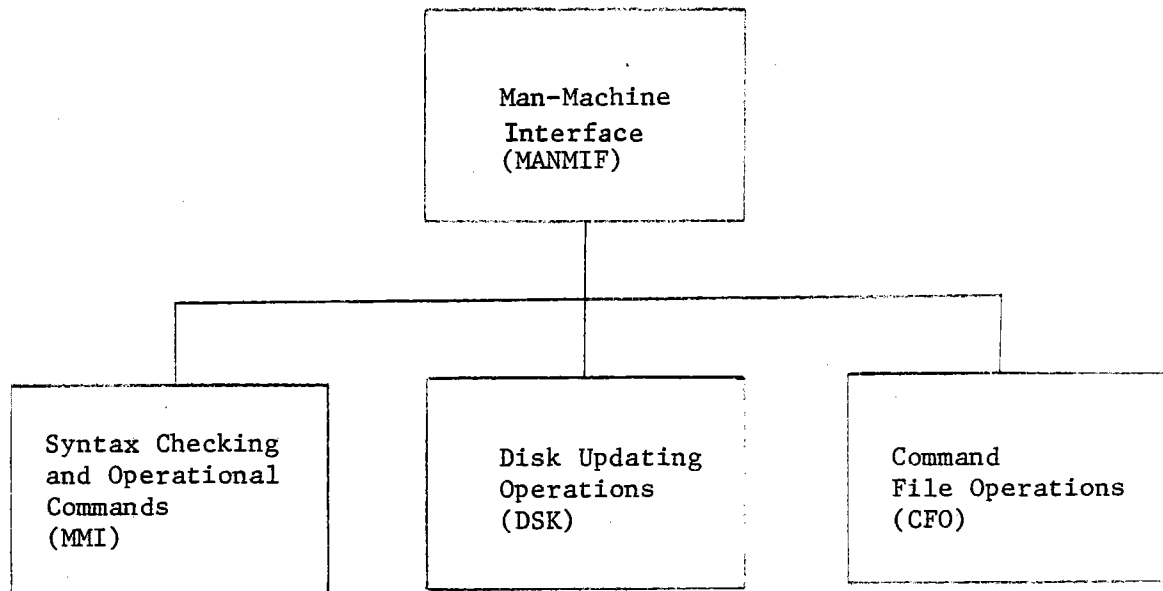 Man-Machine
Interface
(MANMIF)
Syntax Checking
and Operational
Commands
(MMI)
Disk Updating
Operations
(DSK)
Command
File Operations
(CFO)